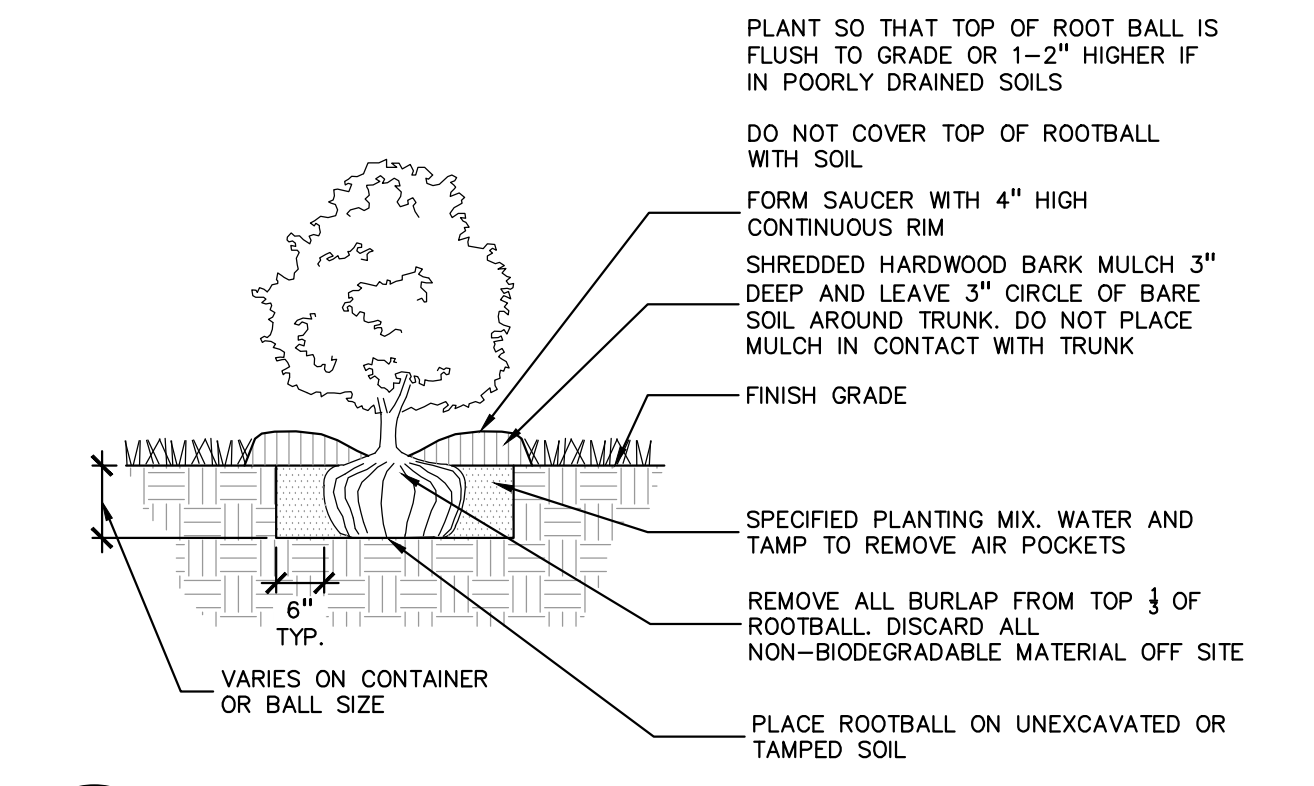 PLANT SO THAT TOP OF ROOT BALL IS
FLUSH TO GRADE OR 1-2" HIGHER IF
IN POORLY DRAINED SOILS
DO NOT COVER TOP OF ROOTBALL
WITH SOIL
FORM SAUCER WITH 4" HIGH
CONTINUOUS RIM
SHREDDED HARDWOOD BARK MULCH 3"
DEEP AND LEAVE 3" CIRCLE OF BARE
SOIL AROUND TRUNK. DO NOT PLACE
MULCH IN CONTACT WITH TRUNK
FINISH GRADE
SPECIFIED PLANTING MIX. WATER AND
TAMP TO REMOVE AIR POCKETS
REMOVE ALL BURLAP FROM TOP 1/3 OF
ROOTBALL. DISCARD ALL
NON-BIODEGRADABLE MATERIAL OFF SITE
PLACE ROOTBALL ON UNEXCAVATED OR
TAMPED SOIL
6"
TYP.
VARIES ON CONTAINER
OR BALL SIZE